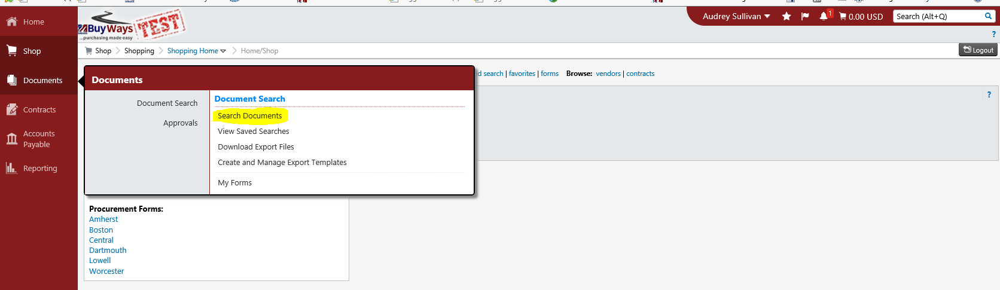 Home
Shop
Documents
Contracts
Accounts
Payable
Reporting
BuyWays
...purchasing made easy
TEST
Audrey Sullivan
1
0.00 USD
Search (Alt+Q)
?
Shop
Shopping
Shopping Home
Home/Shop
Logout
d search | favorites | forms Browse: vendors | contracts
?
Documents
Document Search
Approvals
Document Search
Search Documents
View Saved Searches
Download Export Files
Create and Manage Export Templates
My Forms
Procurement Forms:
Amherst
Boston
Central
Dartmouth
Lowell
Worcester